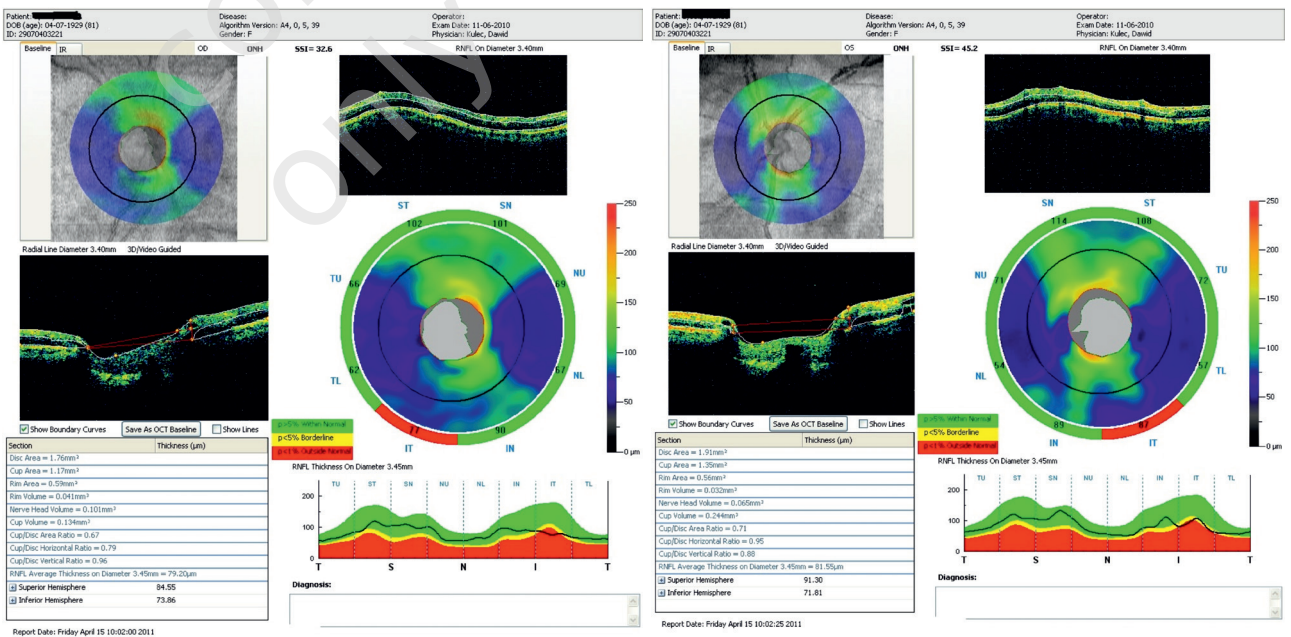 Patient:
DOB (age): 04-07-1929 (81)
ID: 29070403221
Disease:
Algorithm Version: A4, 0, 5, 39
Gender: F
Operator:
Exam Date: 11-06-2010
Physician: Kulec, Dawid
Baseline IR OD ONH SSI= 32.6 RNFL On Diameter 3.40mm
only
Radial Line Diameter 3.40mm 3D/Video Guided
ST SN
102 101
TU NU
66 69
TL NL
62 67
77 90
IT IN
250
200
150
100
50
0 µm
Show Boundary Curves Save As OCT Baseline Show Lines
p>5% Within Normal
p<5% Borderline
p<1% Outside Normal
Section Thickness (µm)
Disc Area = 1.76mm²
Cup Area = 1.17mm²
Rim Area = 0.59mm²
Rim Volume = 0.041mm³
Nerve Head Volume = 0.101mm³
Cup Volume = 0.134mm³
Cup/Disc Area Ratio = 0.67
Cup/Disc Horizontal Ratio = 0.79
Cup/Disc Vertical Ratio = 0.96
RNFL Average Thickness on Diameter 3.45mm = 79.20µm
Superior Hemisphere 84.55
Inferior Hemisphere 73.86
RNFL Thickness On Diameter 3.45mm
TU ST SN NU NL IN IT TL
200
100
0
T S N I T
Diagnosis:
Report Date: Friday April 15 10:02:00 2011
Patient:
DOB (age): 04-07-1929 (81)
ID: 29070403221
Disease:
Algorithm Version: A4, 0, 5, 39
Gender: F
Operator:
Exam Date: 11-06-2010
Physician: Kulec, Dawid
Baseline IR OS ONH SSI= 45.2 RNFL On Diameter 3.40mm
Radial Line Diameter 3.40mm 3D/Video Guided
SN ST
114 108
NU TU
71 72
NL TL
54 57
89 87
IN IT
250
200
150
100
50
0 µm
Show Boundary Curves Save As OCT Baseline Show Lines
p>5% Within Normal
p<5% Borderline
p<1% Outside Normal
Section Thickness (µm)
Disc Area = 1.91mm²
Cup Area = 1.35mm²
Rim Area = 0.56mm²
Rim Volume = 0.032mm³
Nerve Head Volume = 0.065mm³
Cup Volume = 0.244mm³
Cup/Disc Area Ratio = 0.71
Cup/Disc Horizontal Ratio = 0.95
Cup/Disc Vertical Ratio = 0.88
RNFL Average Thickness on Diameter 3.45mm = 81.55µm
Superior Hemisphere 91.30
Inferior Hemisphere 71.81
RNFL Thickness On Diameter 3.45mm
TU ST SN NU NL IN IT TL
200
100
0
T S N I T
Diagnosis:
Report Date: Friday April 15 10:02:25 2011